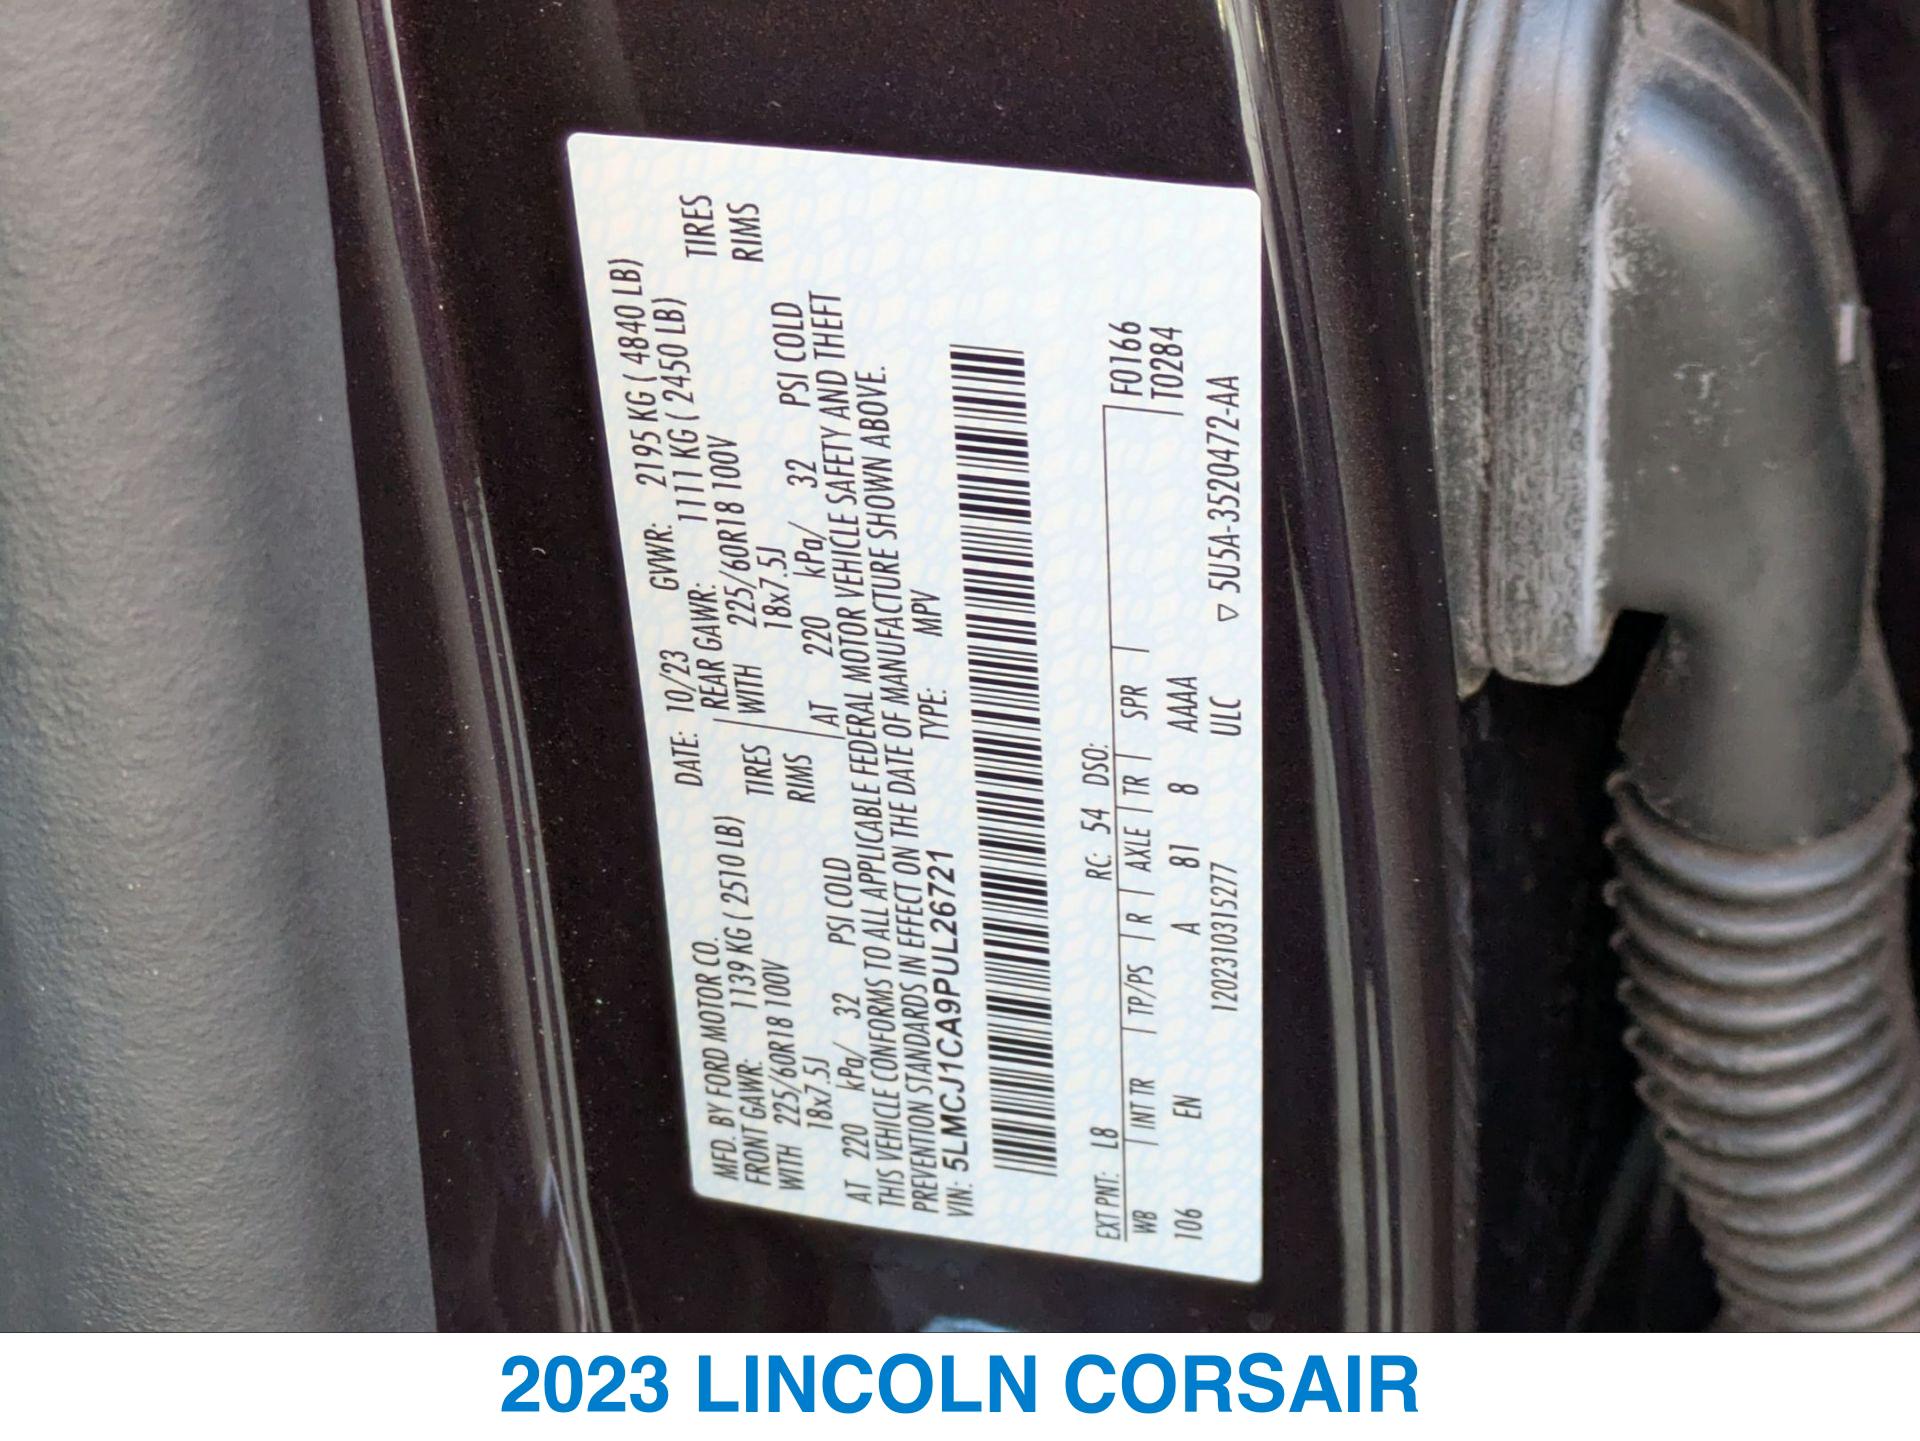 MFD. BY FORD MOTOR CO.
DATE: 10/23 GVWR: 2195 KG ( 4840 LB)
FRONT GAWR: 1139 KG ( 2510 LB)
REAR GAWR: 1111 KG ( 2450 LB)
WITH 225/60R18 100V TIRES
WITH 225/60R18 100V TIRES
18x7.5J RIMS
18x7.5J RIMS
AT 220 kPa/ 32 PSI COLD
AT 220 kPa/ 32 PSI COLD
THIS VEHICLE CONFORMS TO ALL APPLICABLE FEDERAL MOTOR VEHICLE SAFETY AND THEFT
PREVENTION STANDARDS IN EFFECT ON THE DATE OF MANUFACTURE SHOWN ABOVE.
VIN: 5LMCJ1CA9PUL26721 TYPE: MPV
EXT PNT: L8 RC: 54 DSO:
WB | INT TR | TP/PS | R | AXLE | TR | SPR | F0166
106 EN A 81 8 AAAA T0284
1202310315277 ULC ▽ 5U5A-3520472-AA
2023 LINCOLN CORSAIR